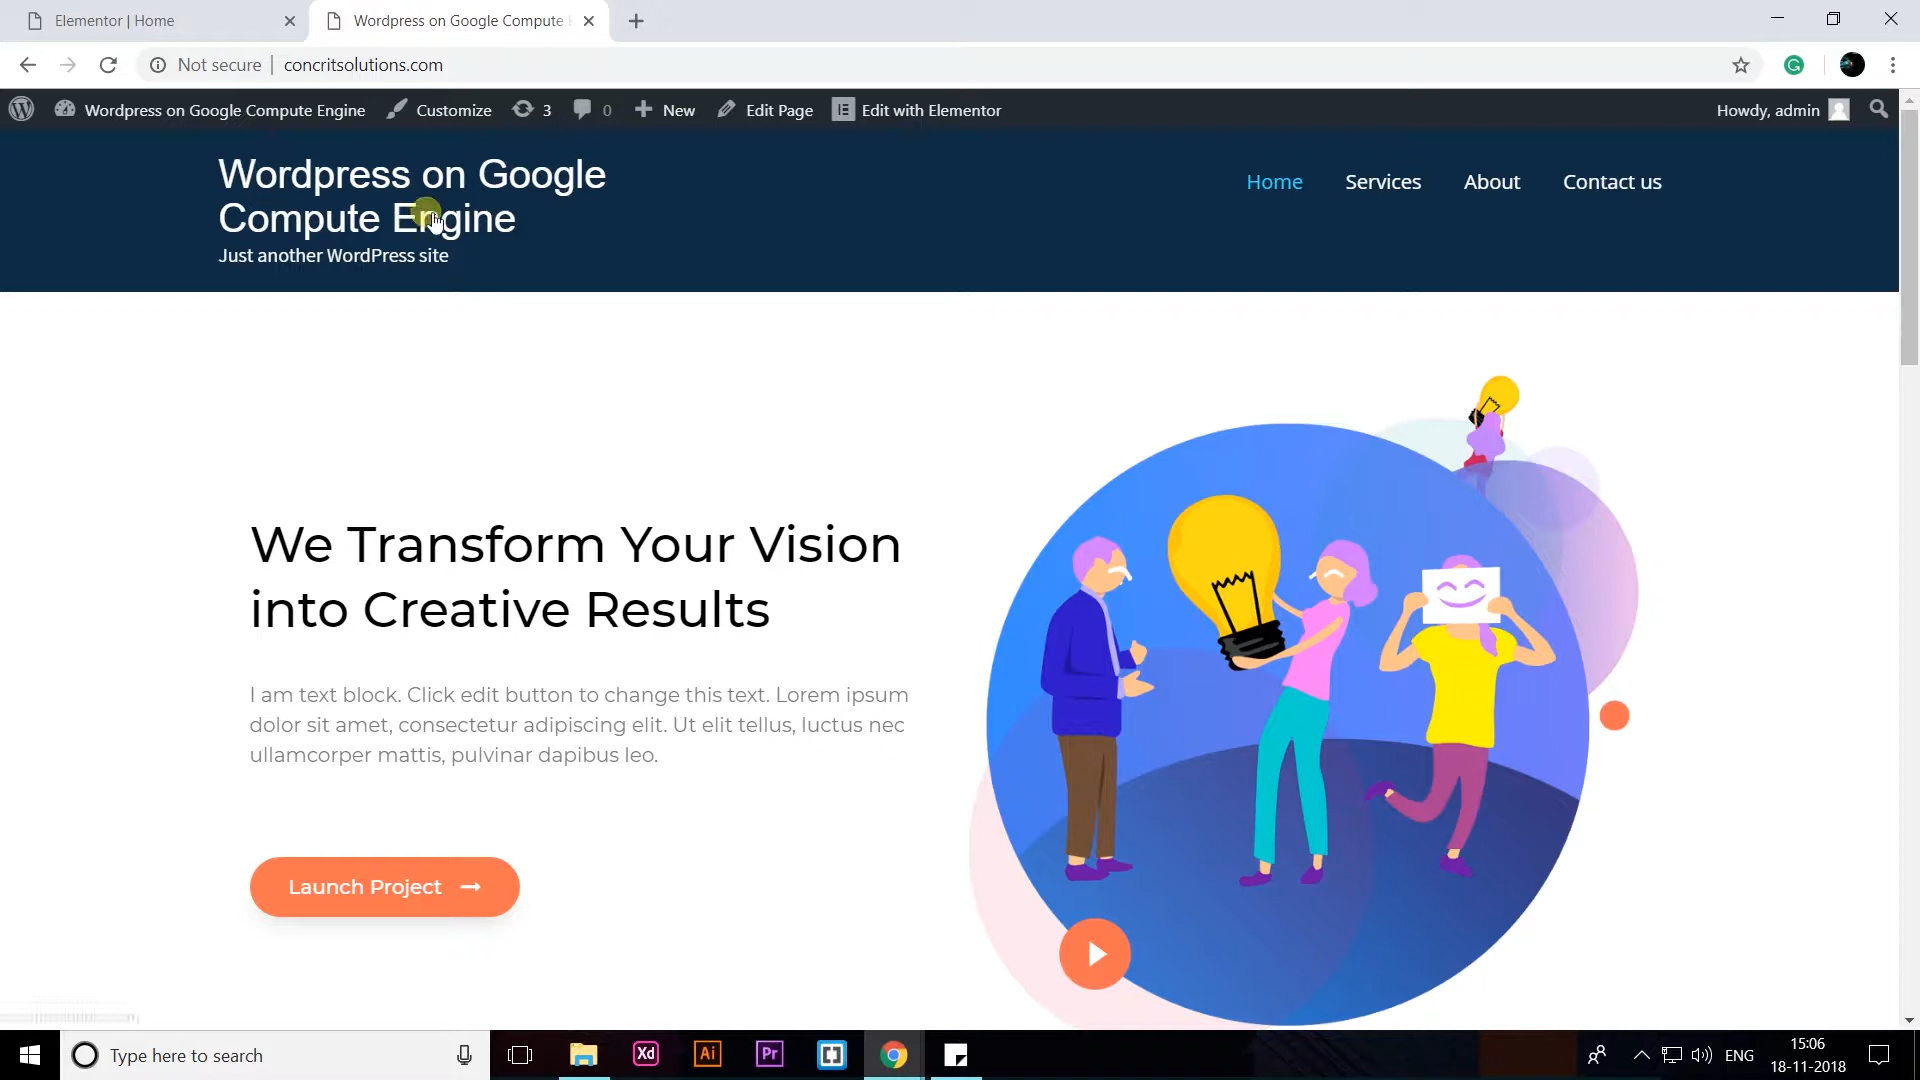 Elementor | Home
Wordpress on Google Compute
Not secure
concritsolutions.com
Wordpress on Google Compute Engine
Customize
3
0
New
Edit Page
Edit with Elementor
Howdy, admin
Wordpress on Google
Compute Engine
Just another WordPress site
Home
Services
About
Contact us
We Transform Your Vision
into Creative Results
I am text block. Click edit button to change this text. Lorem ipsum
dolor sit amet, consectetur adipiscing elit. Ut elit tellus, luctus nec
ullamcorper mattis, pulvinar dapibus leo.
Launch Project
Type here to search
Xd
Ai
Pr
ENG
15:06
18-11-2018